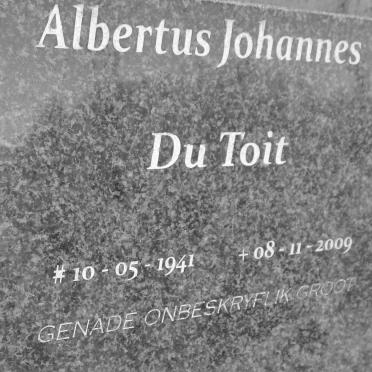 Albertus Johannes
Du Toit
# 10 - 05 - 1941 + 08 - 11 - 2009
GENADE ONBESKRYFLIK GROOT